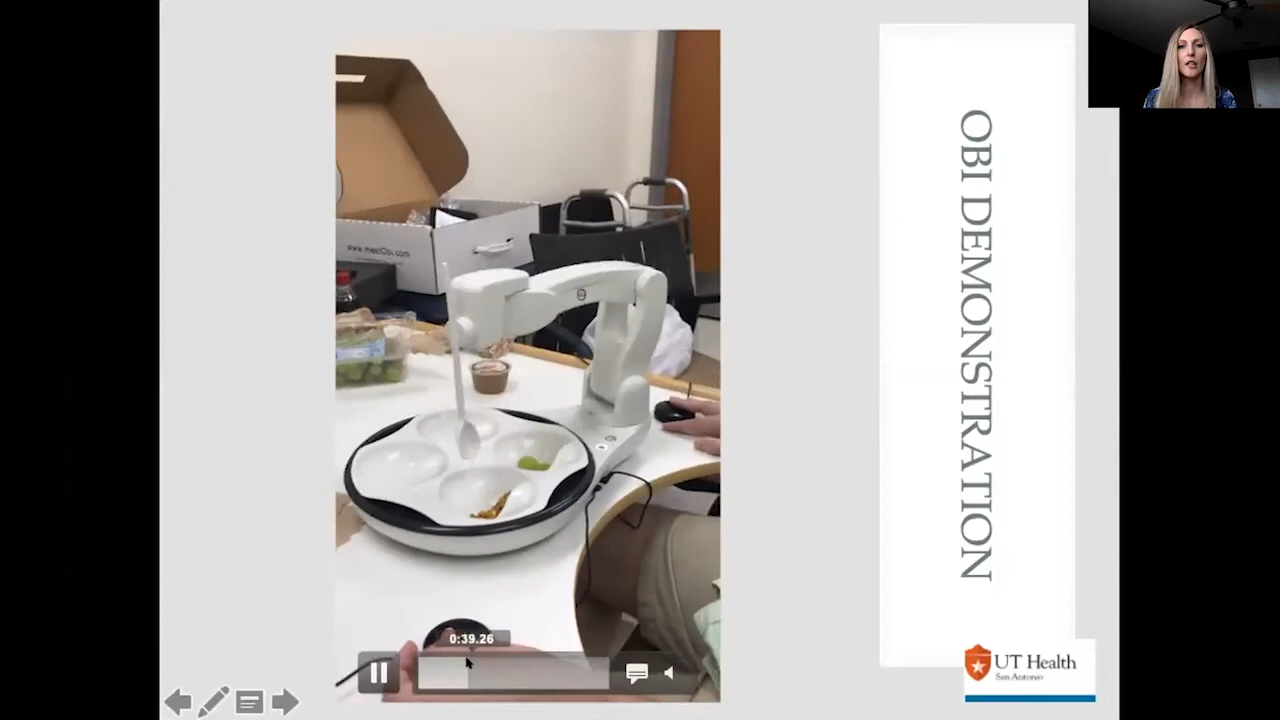 www.meetObi.com
OBI DEMONSTRATION
0:39.26
UT Health
San Antonio